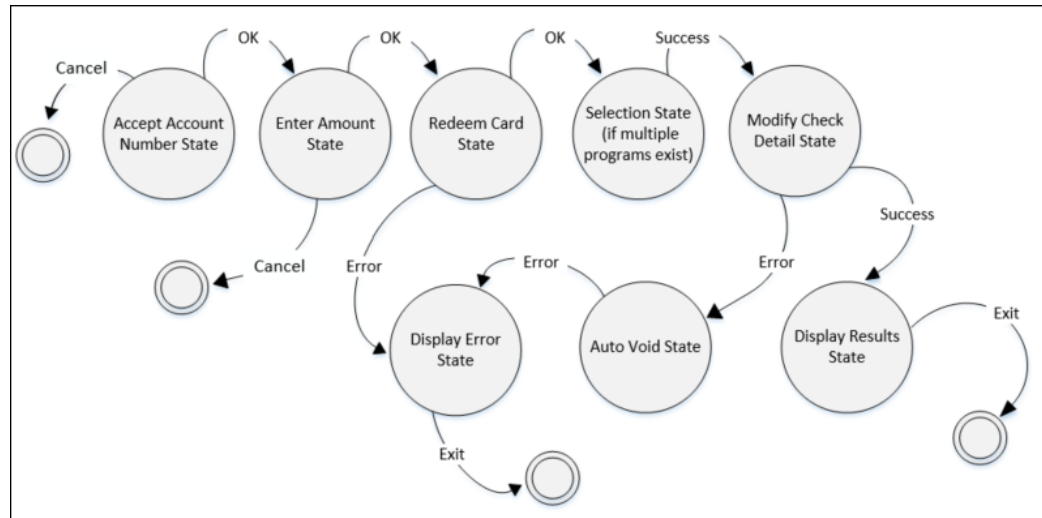 OK
OK
OK
Success
Cancel
Accept Account
Number State
Enter Amount
State
Redeem Card
State
Selection State
(if multiple
programs exist)
Modify Check
Detail State
Cancel
Error
Error
Error
Success
Display Error
State
Auto Void State
Display Results
State
Exit
Exit